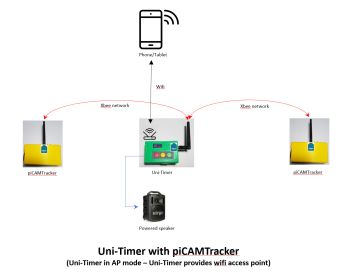 Phone/Tablet
Wifi
Xbee network
Xbee network
piCAMTracker
Uni-Timer
piCAMTracker
Powered speaker
Uni-Timer with piCAMTracker
(Uni-Timer in AP mode – Uni-Timer provides wifi access point)